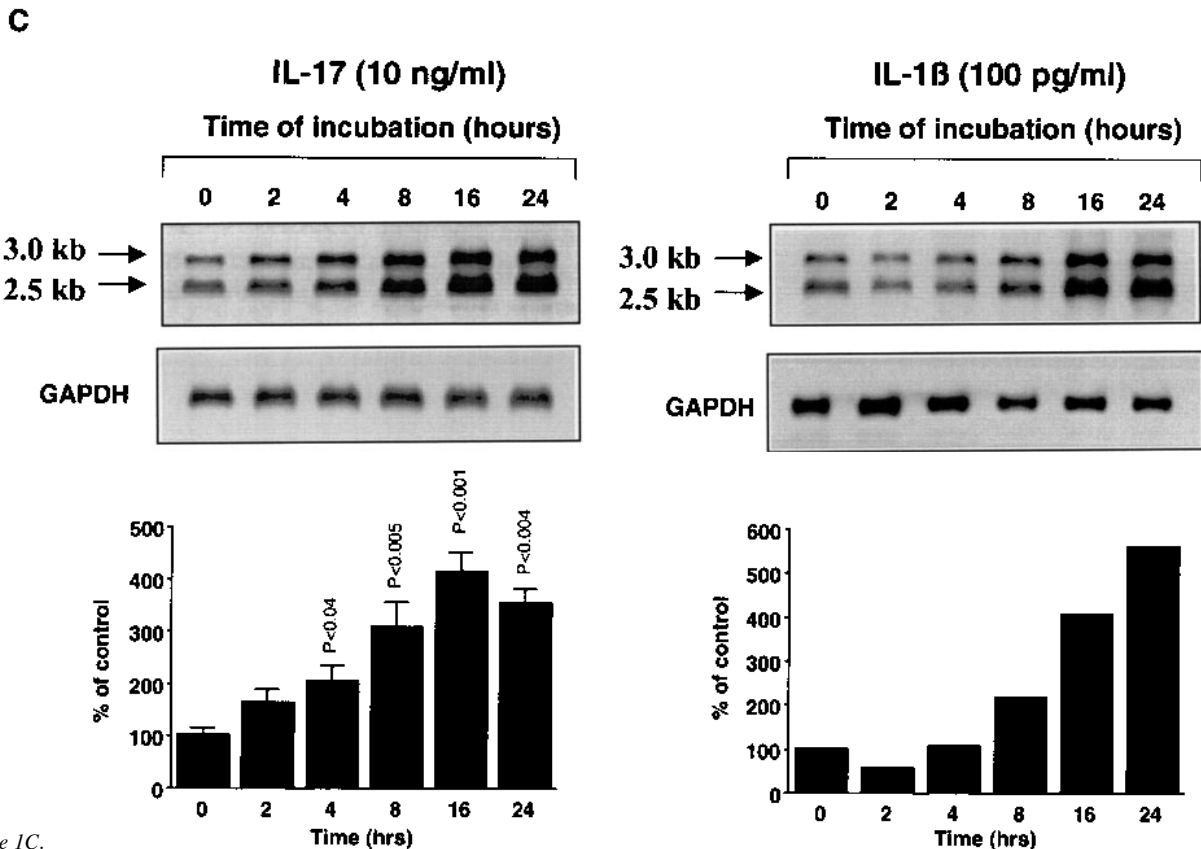 C
IL-17 (10 ng/ml)
Time of incubation (hours)
0 2 4 8 16 24
3.0 kb
2.5 kb
GAPDH
P<0.04
P<0.005
P<0.001
P<0.004
% of control
500
400
300
200
100
0
0 2 4 8 16 24
Time (hrs)
IL-1ß (100 pg/ml)
Time of incubation (hours)
0 2 4 8 16 24
3.0 kb
2.5 kb
GAPDH
% of control
600
500
400
300
200
100
0
0 2 4 8 16 24
Time (hrs)
e 1C.